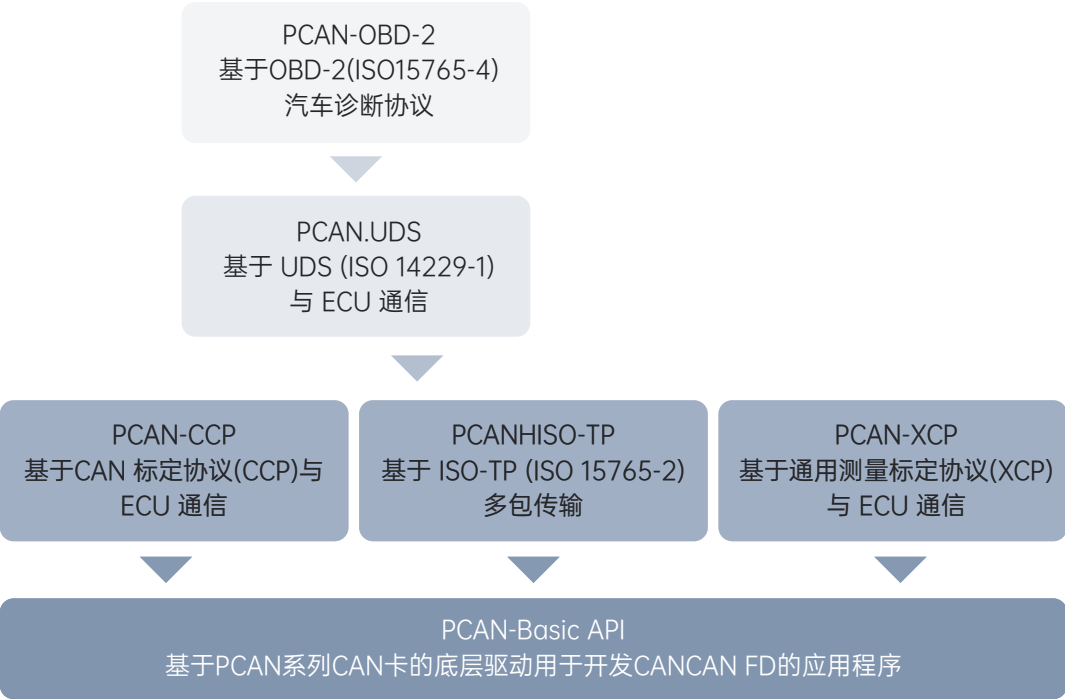 PCAN-OBD-2
基于OBD-2(ISO15765-4)
汽车诊断协议
PCAN.UDS
基于 UDS (ISO 14229-1)
与 ECU 通信
PCAN-CCP
基于CAN 标定协议(CCP)与
ECU 通信
PCANHISO-TP
基于 ISO-TP (ISO 15765-2)
多包传输
PCAN-XCP
基于通用测量标定协议(XCP)
与 ECU 通信
PCAN-Basic API
基于PCAN系列CAN卡的底层驱动用于开发CANCAN FD的应用程序